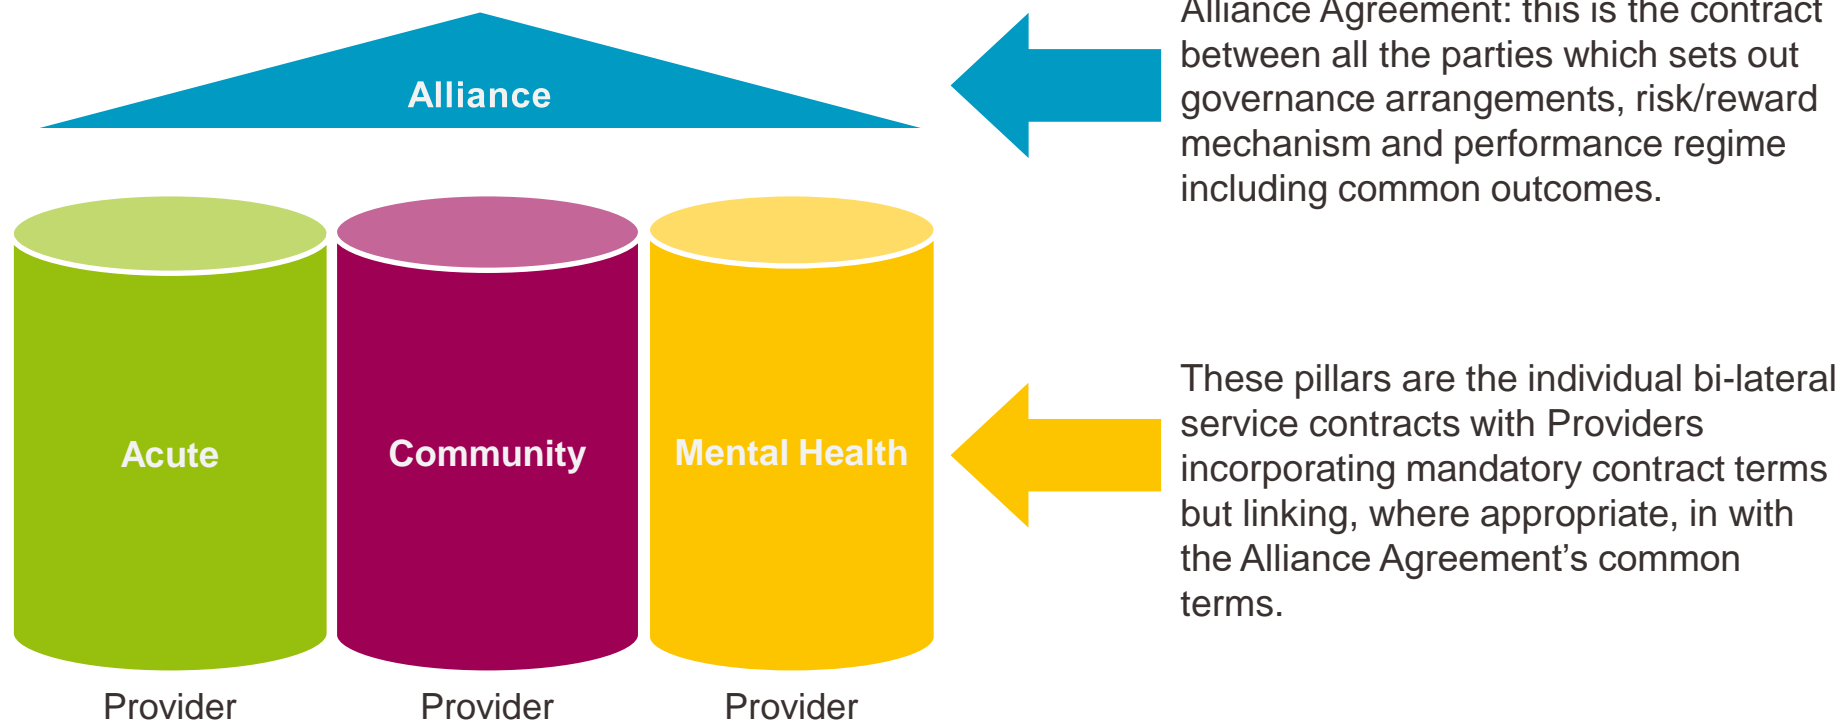 Alliance Agreement: this is the contract
between all the parties which sets out
governance arrangements, risk/reward
mechanism and performance regime
including common outcomes.
Alliance
Acute
Community
Mental Health
These pillars are the individual bi-lateral
service contracts with Providers
incorporating mandatory contract terms
but linking, where appropriate, in with
the Alliance Agreement’s common
terms.
Provider
Provider
Provider